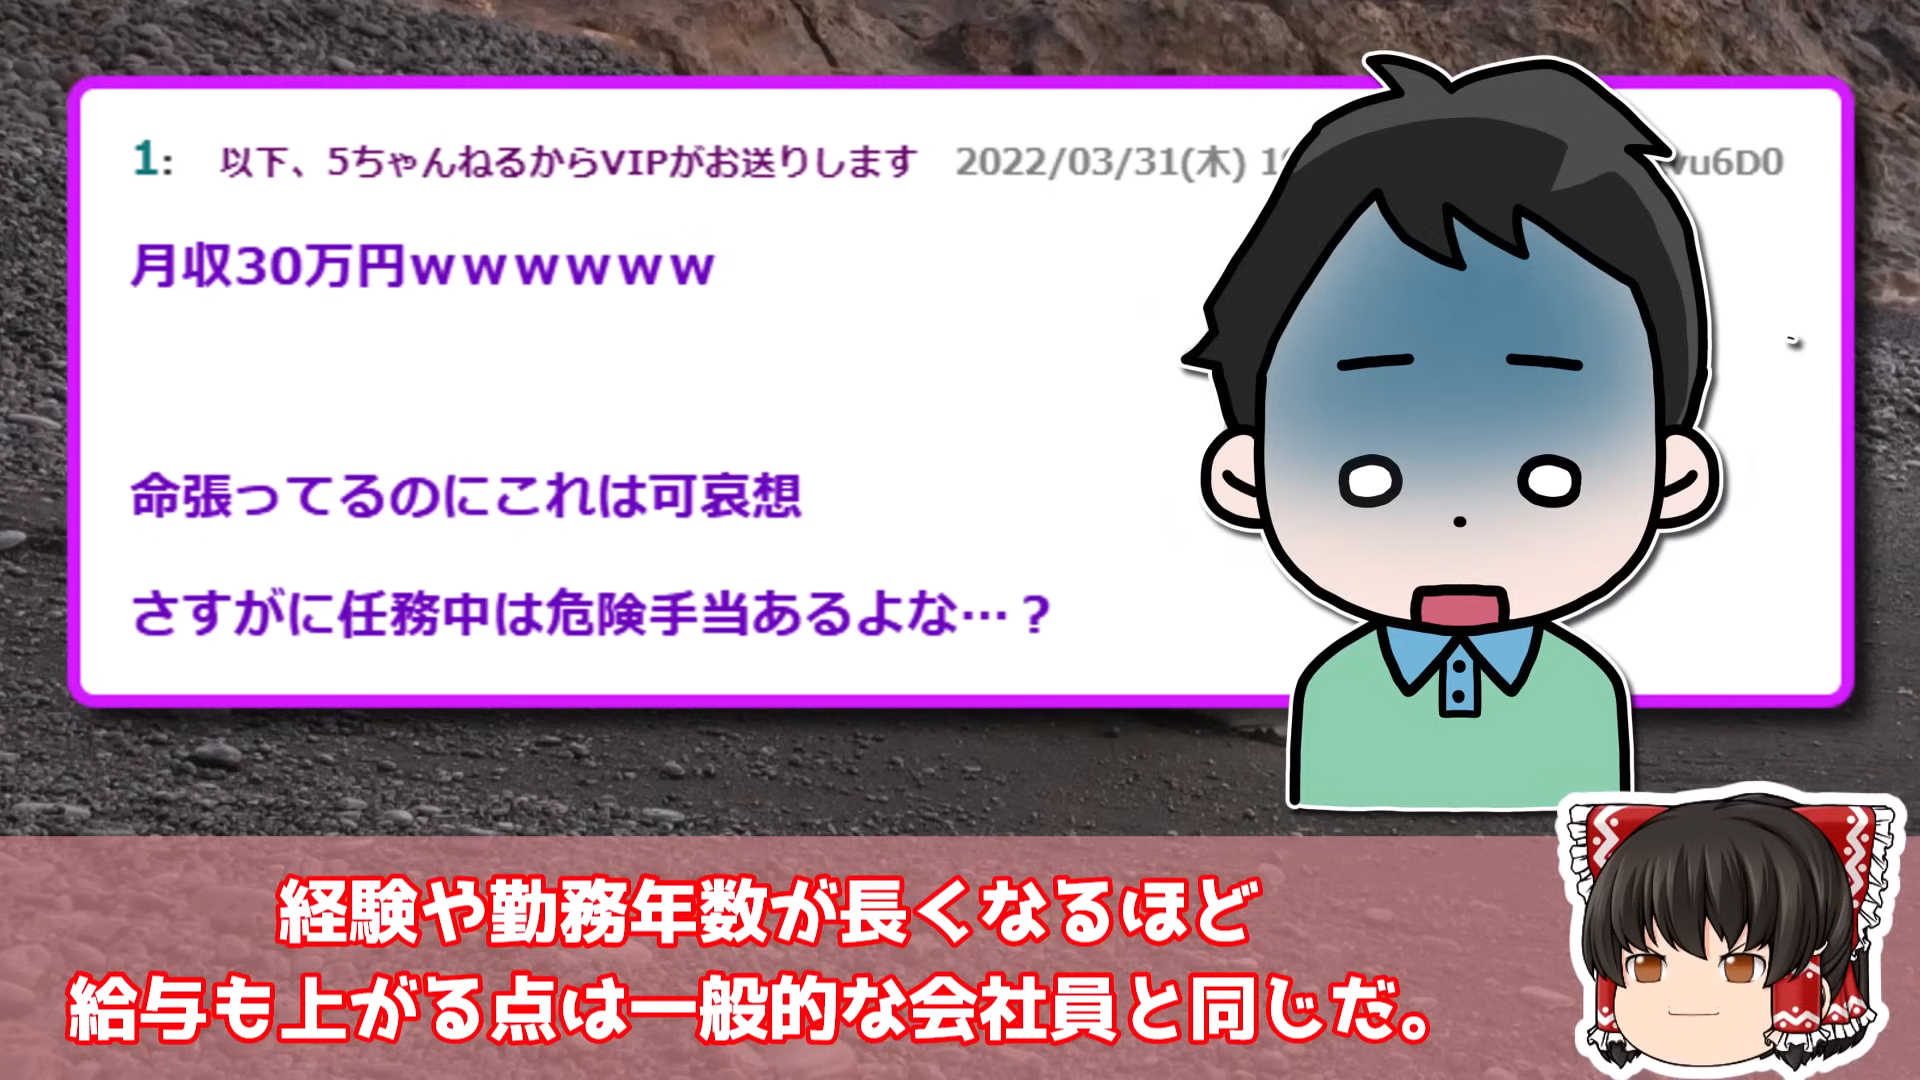 1: 以下、5ちゃんねるからVIPがお送りします 2022/03/31(木) 1 vu6D0
月収30万円ｗｗｗｗｗｗ
命張ってるのにこれは可哀想
さすがに任務中は危険手当あるよな…？
経験や勤務年数が長くなるほど
給与も上がる点は一般的な会社員と同じだ。